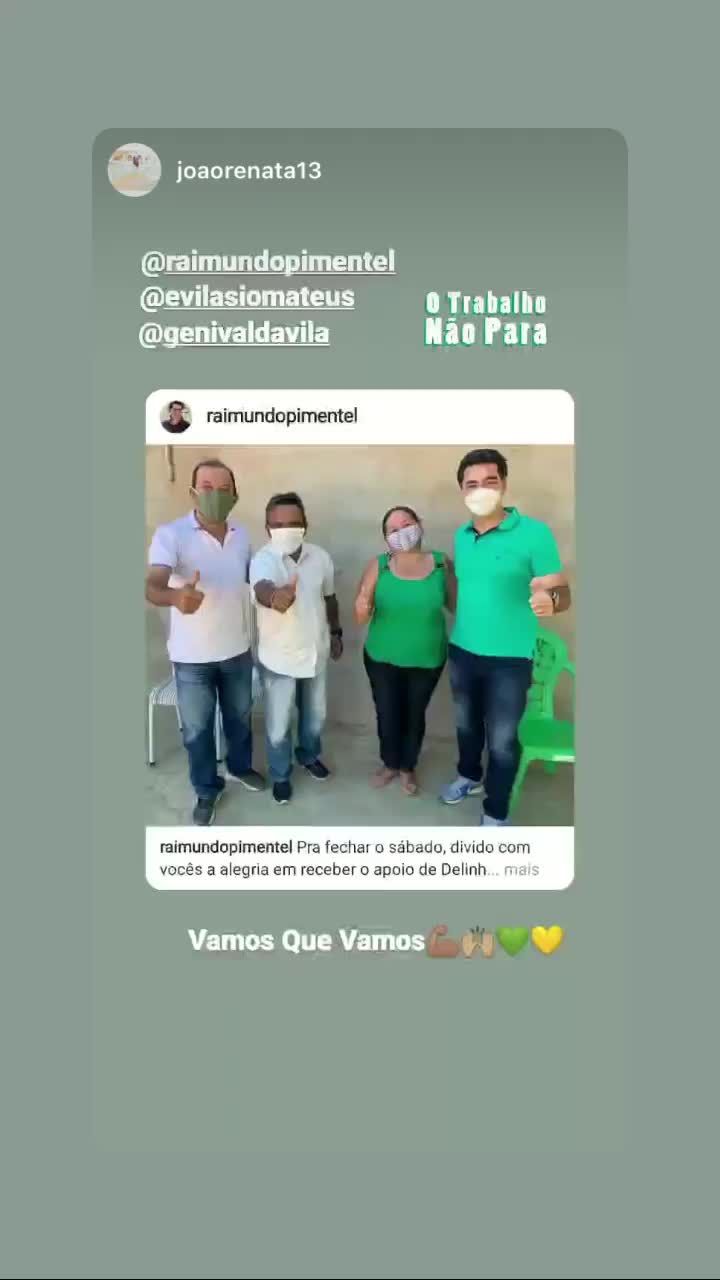 joaorenata13
@raimundopimentel
@evilasiomateus
@genivaldavila
O Trabalho
Não Para
raimundopimentel
raimundopimentel Pra fechar o sábado, divido com
vocês a alegria em receber o apoio de Delinh... mais
Vamos Que Vamos💪🏽🙌🏼💚💛